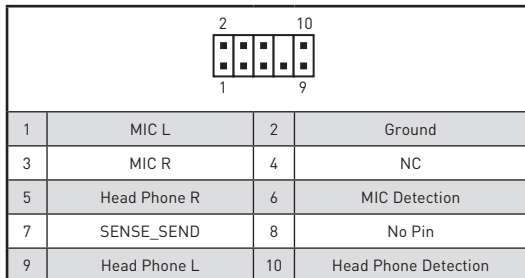 2 10
1 9
1 MIC L 2 Ground
3 MIC R 4 NC
5 Head Phone R 6 MIC Detection
7 SENSE_SEND 8 No Pin
9 Head Phone L 10 Head Phone Detection